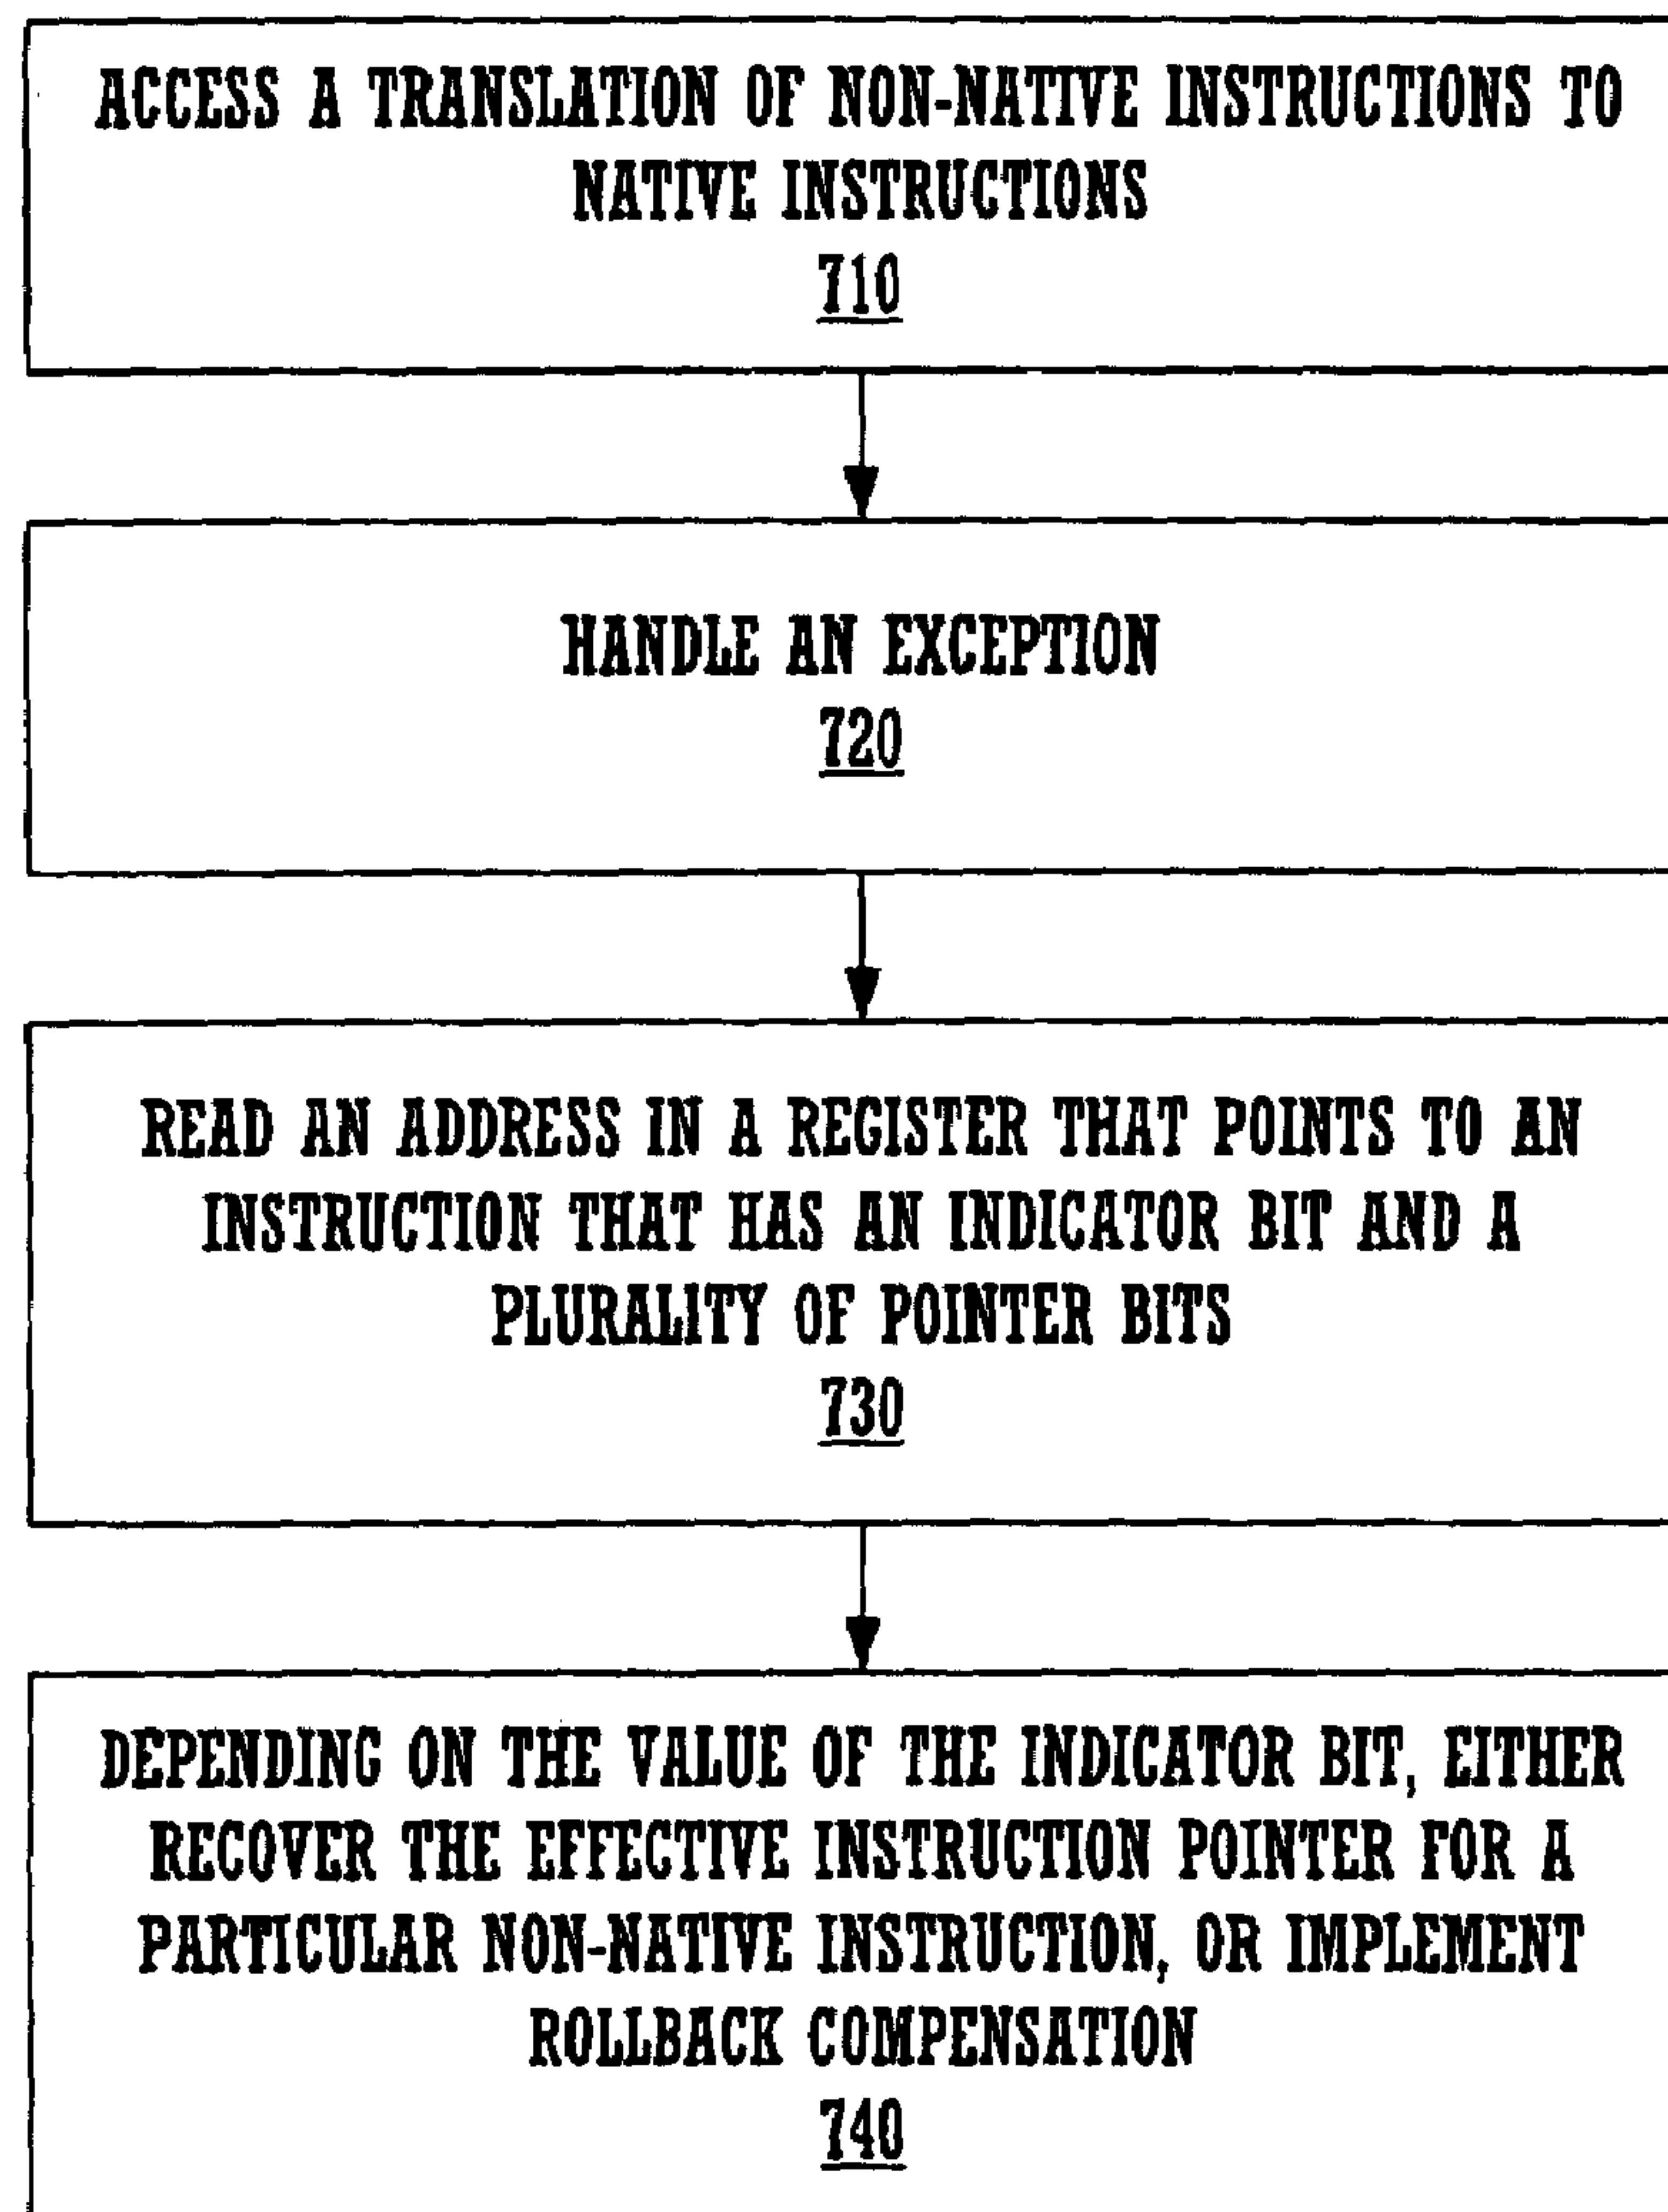 ACCESS A TRANSLATION OF NON-NATIVE INSTRUCTIONS TO
NATIVE INSTRUCTIONS
710
HANDLE AN EXCEPTION
720
READ AN ADDRESS IN A REGISTER THAT POINTS TO AN
INSTRUCTION THAT HAS AN INDICATOR BIT AND A
PLURALITY OF POINTER BITS
730
DEPENDING ON THE VALUE OF THE INDICATOR BIT, EITHER
RECOVER THE EFFECTIVE INSTRUCTION POINTER FOR A
PARTICULAR NON-NATIVE INSTRUCTION, OR IMPLEMENT
ROLLBACK COMPENSATION
740